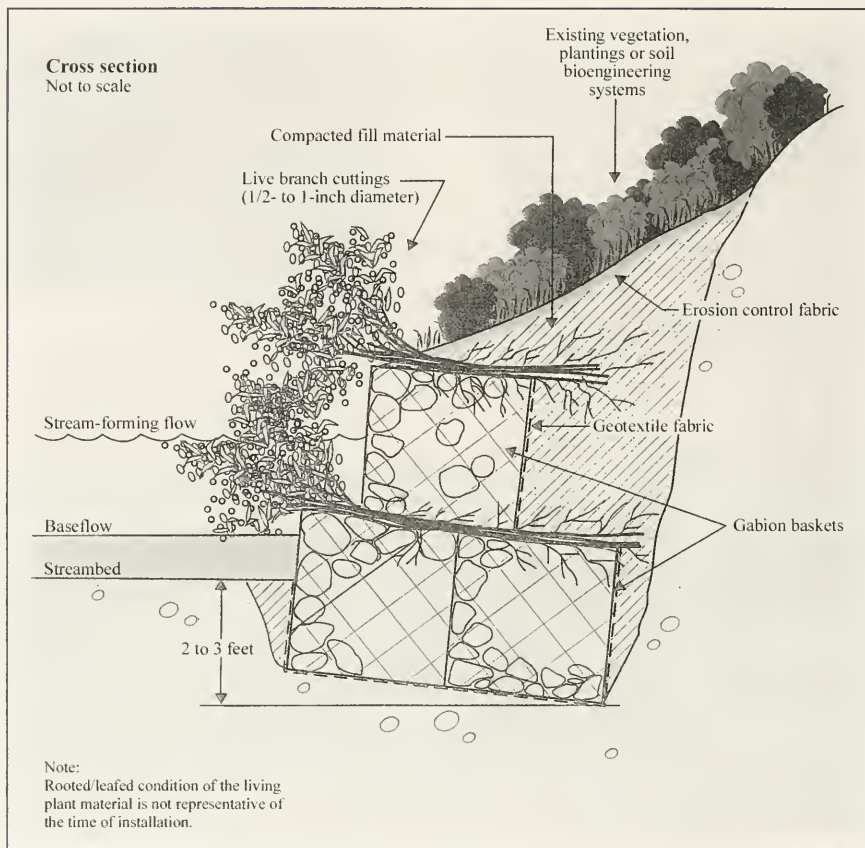 Cross section
Not to scale
Existing vegetation,
plantings or soil
bioengineering
systems
Compacted fill material
Live branch cuttings
(1/2- to 1-inch diameter)
Erosion control fabric
Stream-forming flow
Geotextile fabric
Baseflow
Gabion baskets
Streambed
2 to 3 feet
Note:
Rooted/leafed condition of the living
plant material is not representative of
the time of installation.